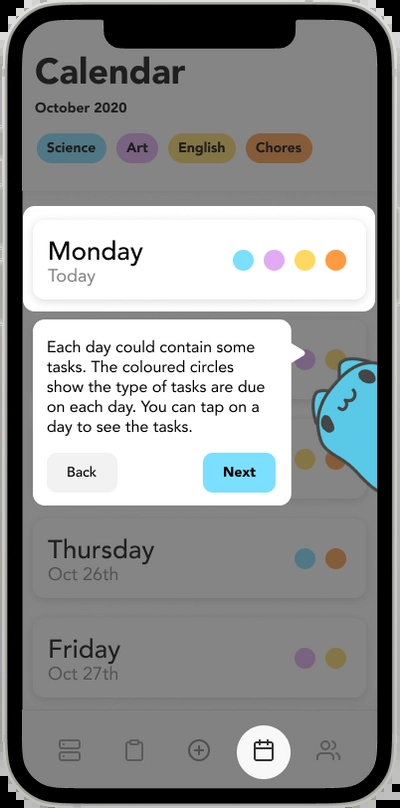 Calendar
October 2020
Science Art English Chores
Monday
Today
Each day could contain some
tasks. The coloured circles
show the type of tasks are due
on each day. You can tap on a
day to see the tasks.
Back Next
Thursday
Oct 26th
Friday
Oct 27th